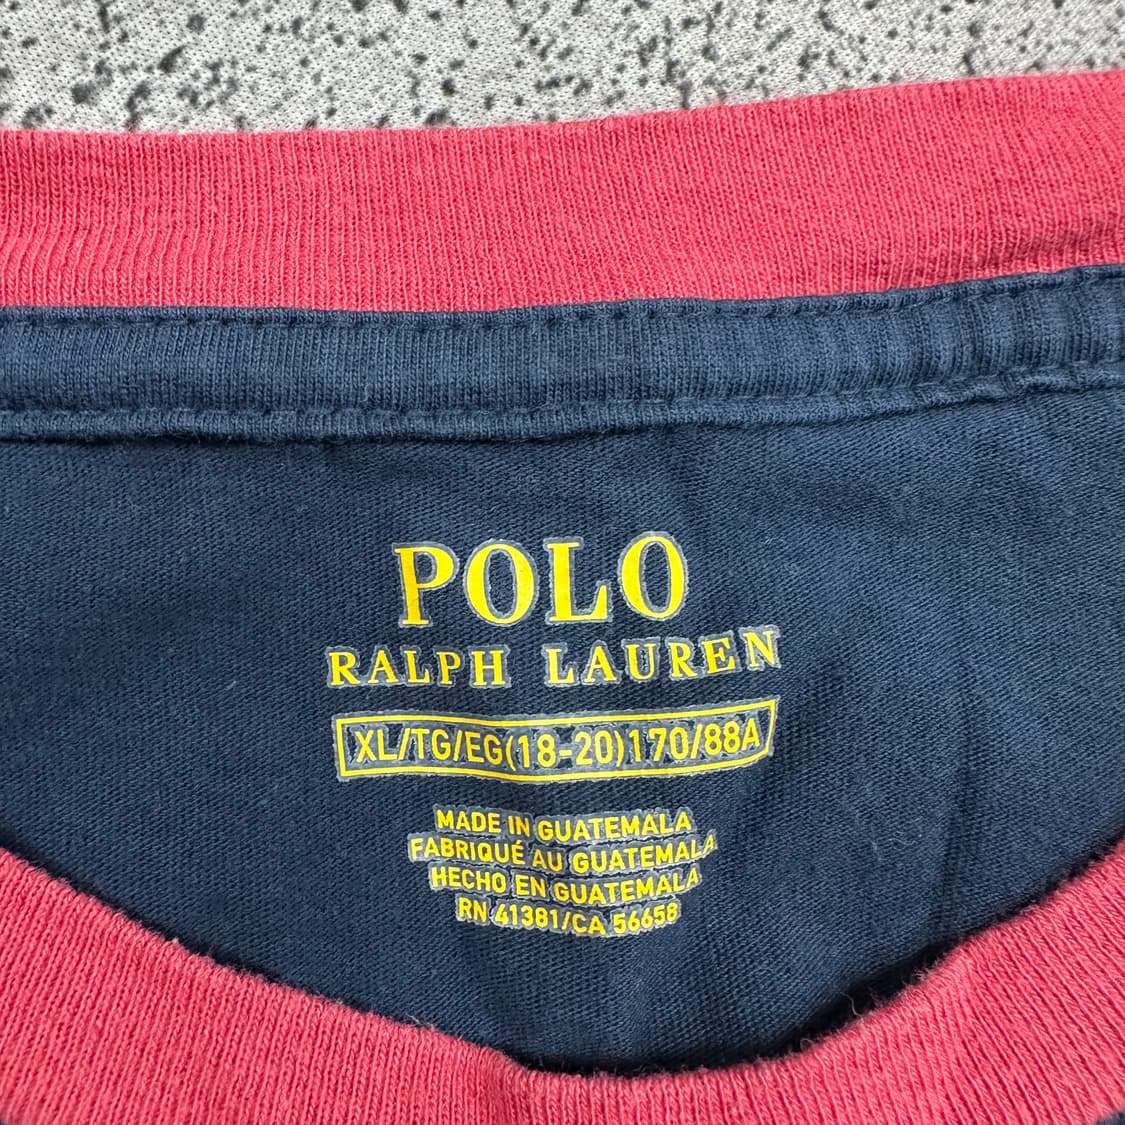 POLO
RALPH LAUREN
XL/TG/EG(18-20)170/88A
MADE IN GUATEMALA
FABRIQUÉ AU GUATEMALA
HECHO EN GUATEMALA
RN 41381/CA 56658